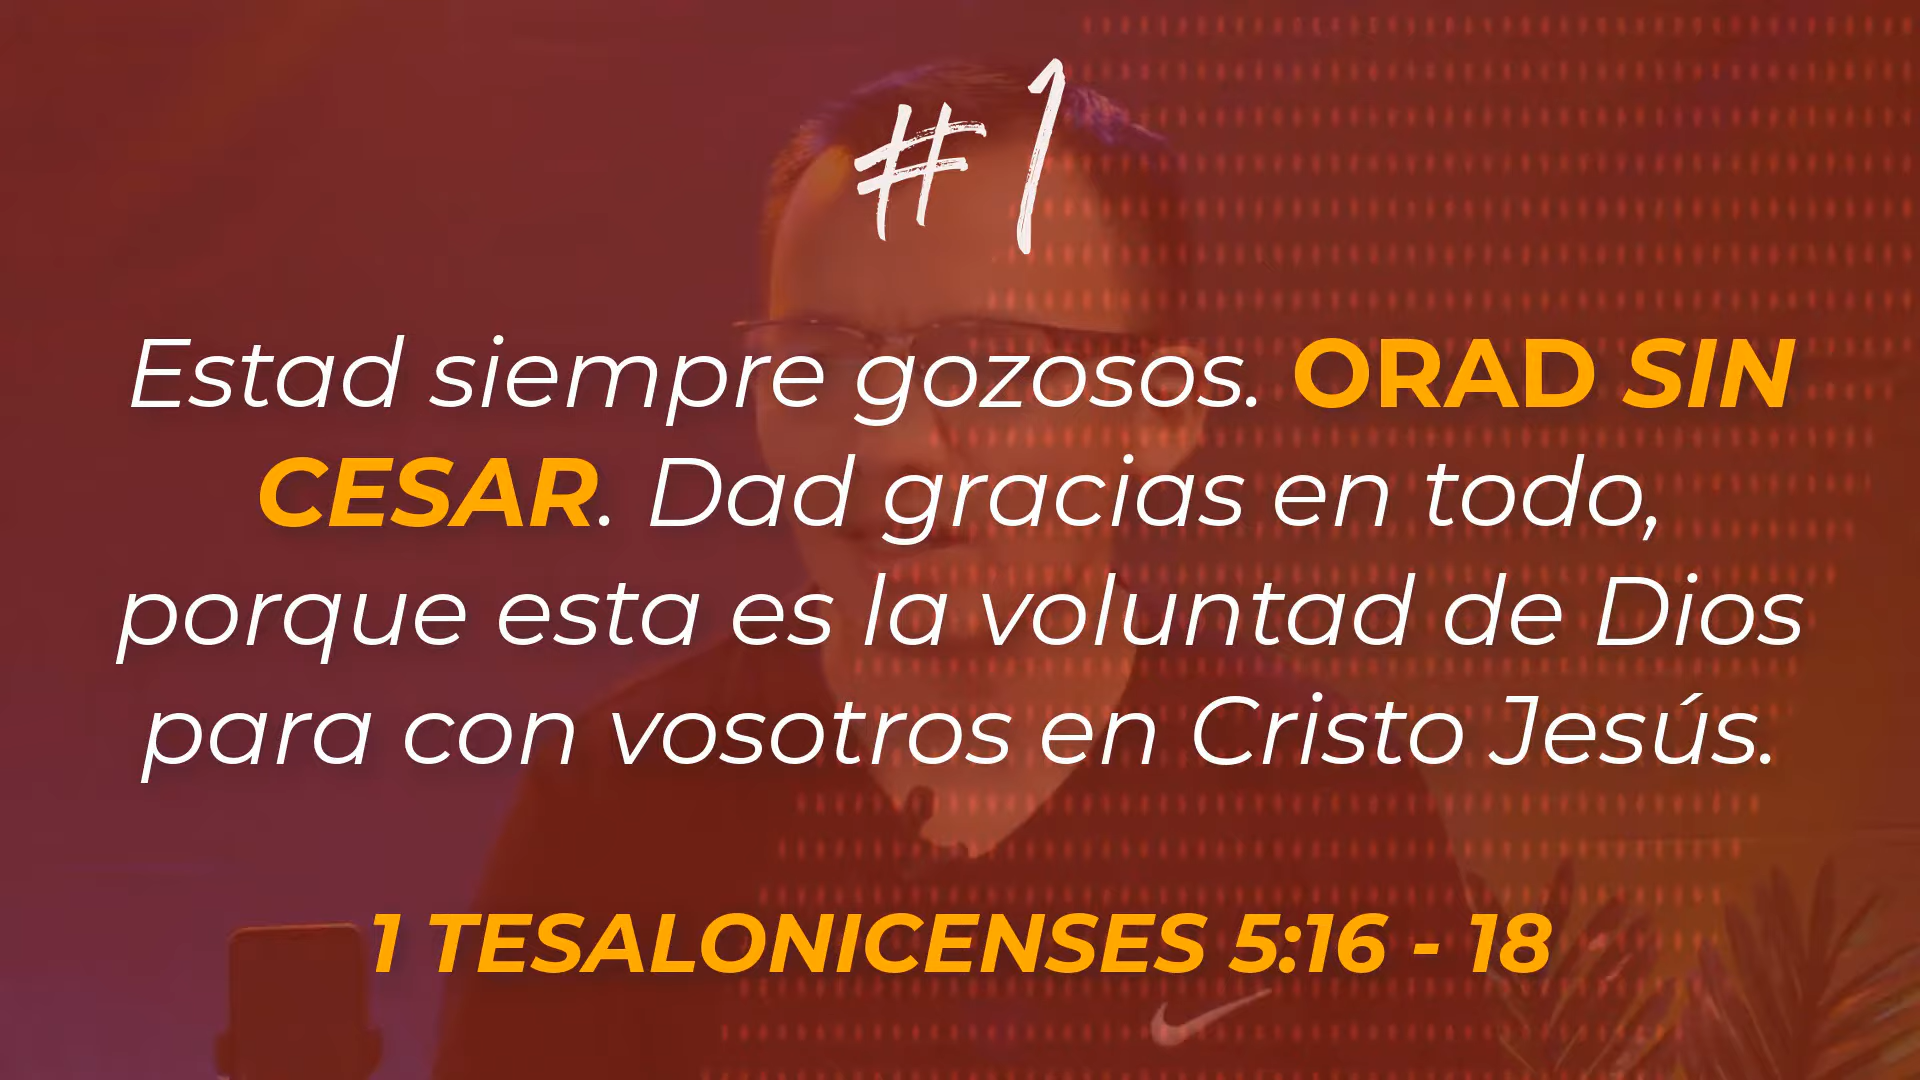 #1
Estad siempre gozosos. ORAD SIN
CESAR. Dad gracias en todo,
porque esta es la voluntad de Dios
para con vosotros en Cristo Jesús.
1 TESALONICENSES 5:16 - 18